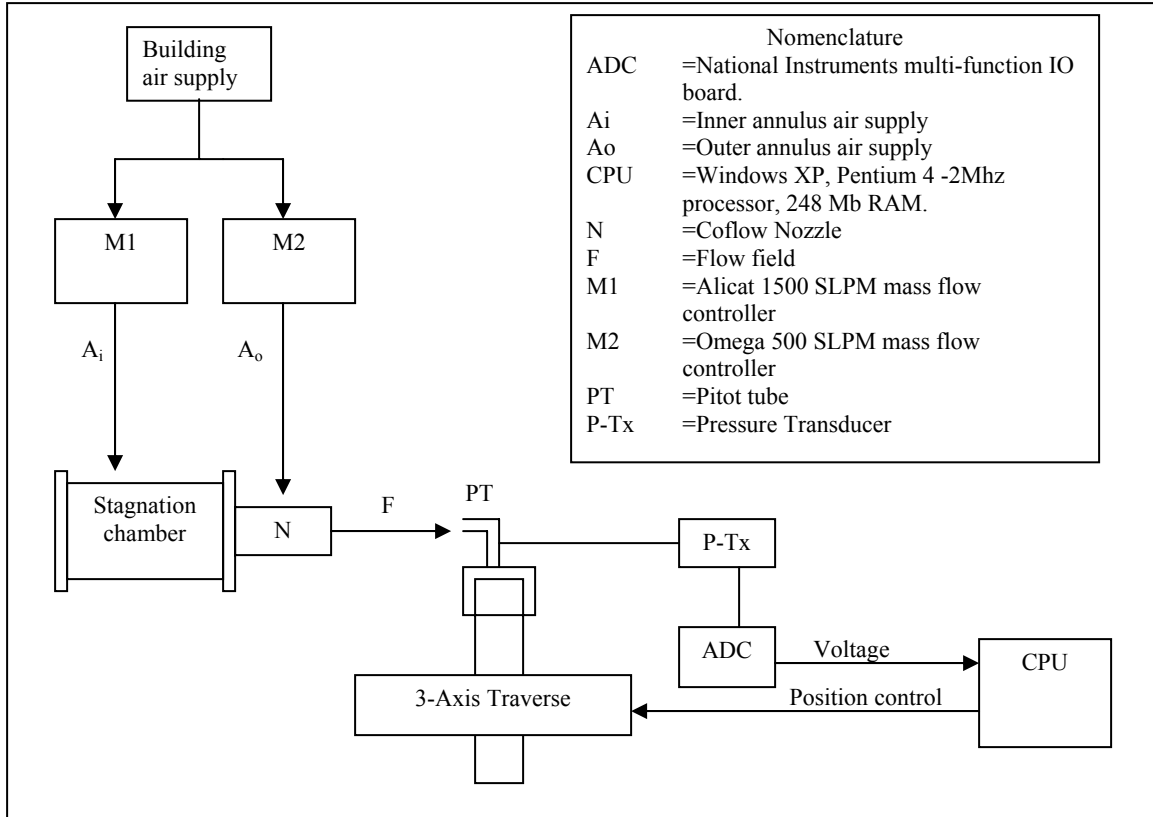 Building
air supply
M1
M2
Ai
Ao
Stagnation
chamber
N
F
PT
P-Tx
ADC
Voltage
CPU
Position control
3-Axis Traverse
Nomenclature
ADC =National Instruments multi-function IO
board.
Ai =Inner annulus air supply
Ao =Outer annulus air supply
CPU =Windows XP, Pentium 4 -2Mhz
processor, 248 Mb RAM.
N =Coflow Nozzle
F =Flow field
M1 =Alicat 1500 SLPM mass flow
controller
M2 =Omega 500 SLPM mass flow
controller
PT =Pitot tube
P-Tx =Pressure Transducer